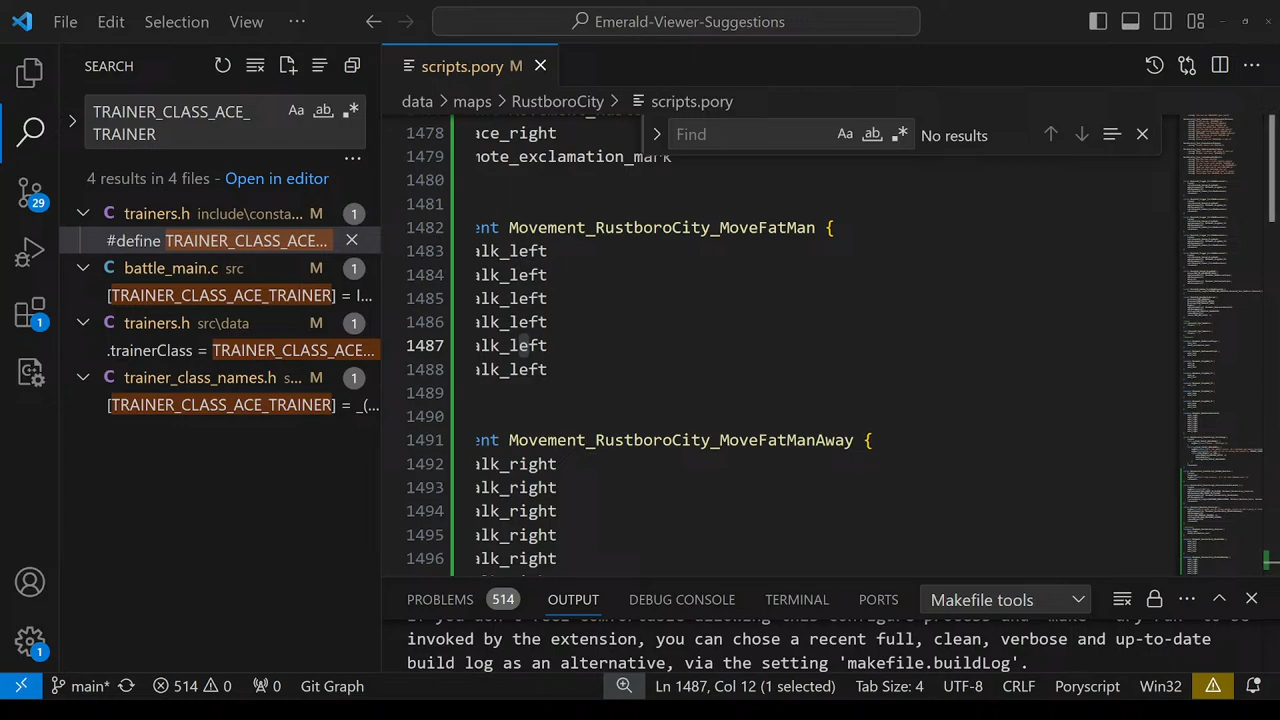 File Edit Selection View ··· Emerald-Viewer-Suggestions
SEARCH
TRAINER_CLASS_ACE_
TRAINER
Aa ab .*
4 results in 4 files - Open in editor
trainers.h include\consta... M 1
#define TRAINER_CLASS_ACE...
battle_main.c src M 1
[TRAINER_CLASS_ACE_TRAINER] = I...
trainers.h src\data M 1
.trainerClass = TRAINER_CLASS_ACE...
trainer_class_names.h s... M 1
[TRAINER_CLASS_ACE_TRAINER] = _(...
29
1
1
scripts.pory M
data > maps > RustboroCity > scripts.pory
Find Aa ab .* No results
1478 ace_right
1479 mote_exclamation_mark
1480
1481
1482 ent Movement_RustboroCity_MoveFatMan {
1483 alk_left
1484 alk_left
1485 alk_left
1486 alk_left
1487 alk_left
1488 alk_left
1489
1490
1491 ent Movement_RustboroCity_MoveFatManAway {
1492 alk_right
1493 alk_right
1494 alk_right
1495 alk_right
1496 alk_right
PROBLEMS 514 OUTPUT DEBUG CONSOLE TERMINAL PORTS Makefile tools
invoked by the extension, you can chose a recent full, clean, verbose and up-to-date
build log as an alternative, via the setting 'makefile.buildLog'.
main* 514 0 0 Git Graph Ln 1487, Col 12 (1 selected) Tab Size: 4 UTF-8 CRLF Poryscript Win32